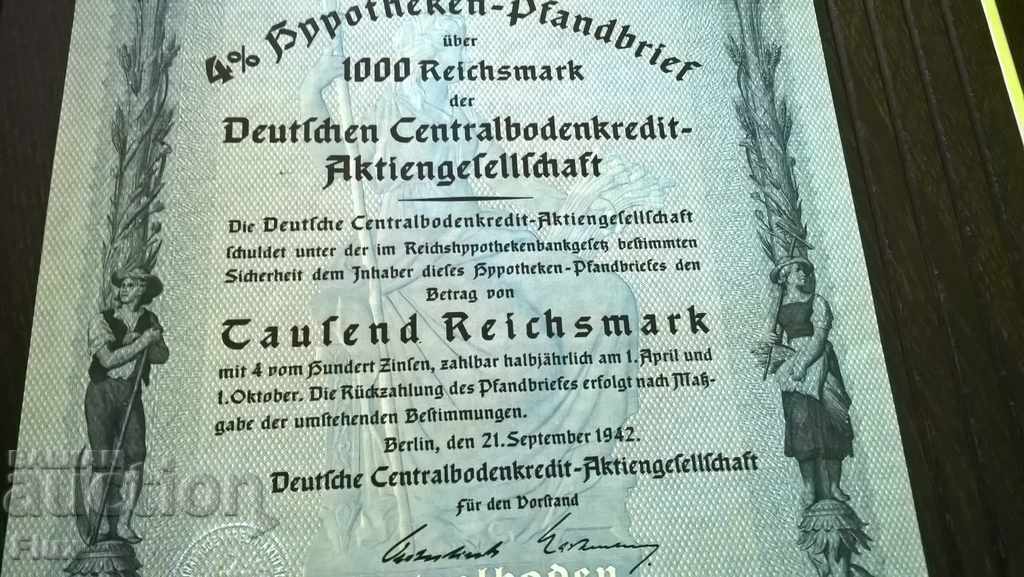 4% Hypotheken-Pfandbrief
über
1000 Reichsmark
der
Deutschen Centralbodenkredit-
Aktiengesellschaft
Die Deutsche Centralbodenkredit-Aktiengesellschaft
schuldet unter der im Reichshypothekenbankgesetz bestimmten
Sicherheit dem Inhaber dieses Hypotheken-Pfandbriefes den
Betrag von
Tausend Reichsmark
mit 4 vom Hundert Zinsen, zahlbar halbjährlich am 1. April und
1. Oktober. Die Rückzahlung des Pfandbriefes erfolgt nach Maß-
gabe der umstehenden Bestimmungen.
Berlin, den 21. September 1942.
Deutsche Centralbodenkredit-Aktiengesellschaft
Für den Vorstand
auction